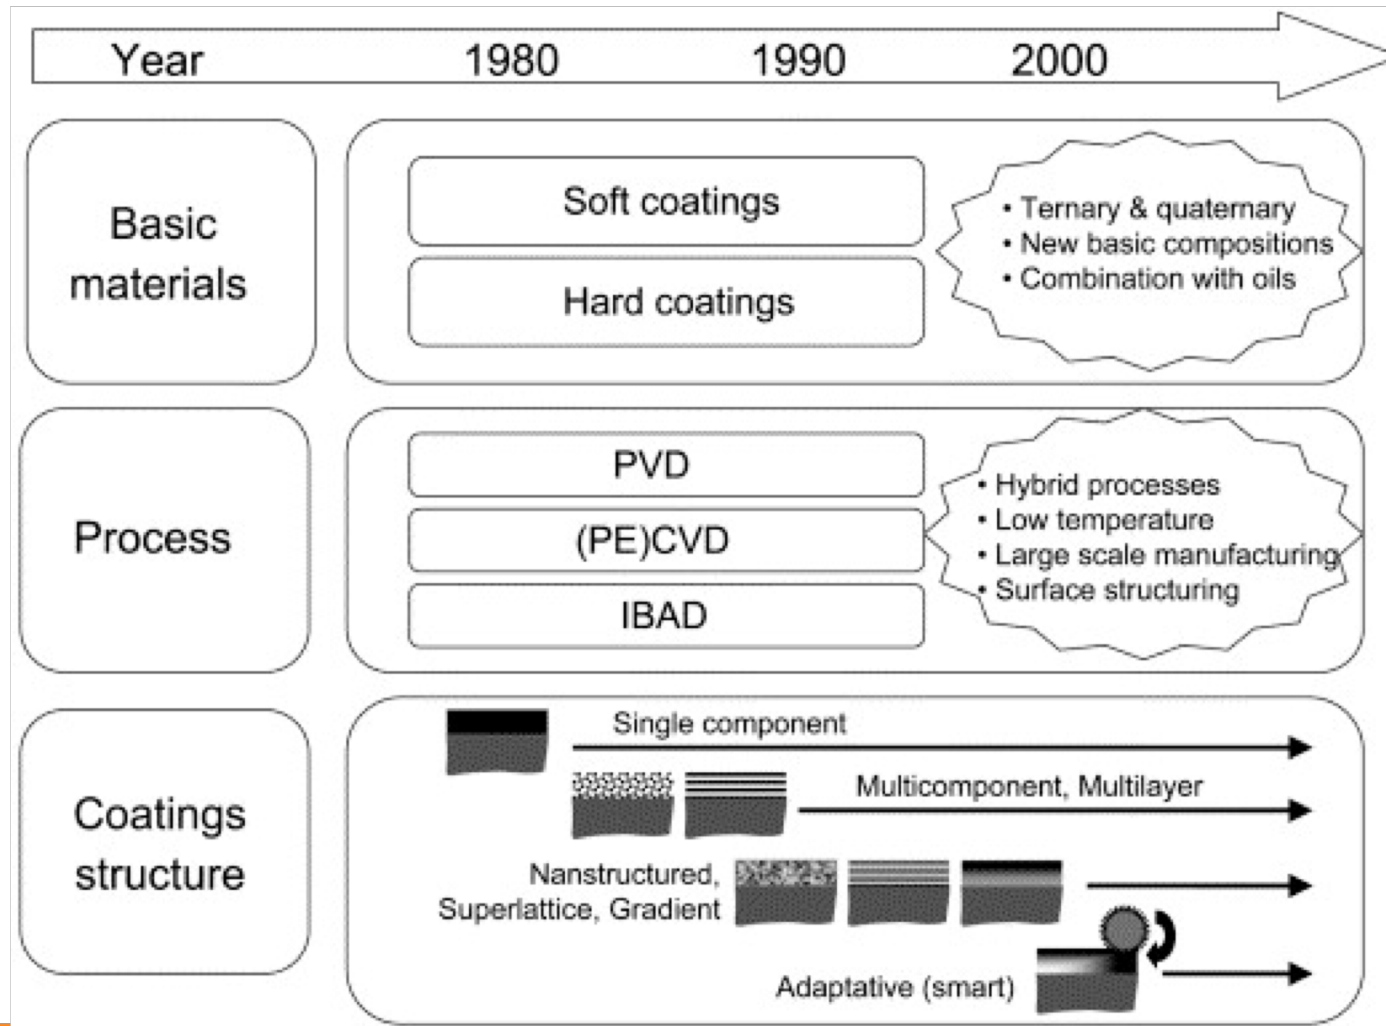 Year 1980 1990 2000
Basic
materials
Soft coatings
Hard coatings
• Ternary & quaternary
• New basic compositions
• Combination with oils
Process
PVD
(PE)CVD
IBAD
• Hybrid processes
• Low temperature
• Large scale manufacturing
• Surface structuring
Coatings
structure
Single component
Multicomponent, Multilayer
Nanstructured,
Superlattice, Gradient
Adaptative (smart)